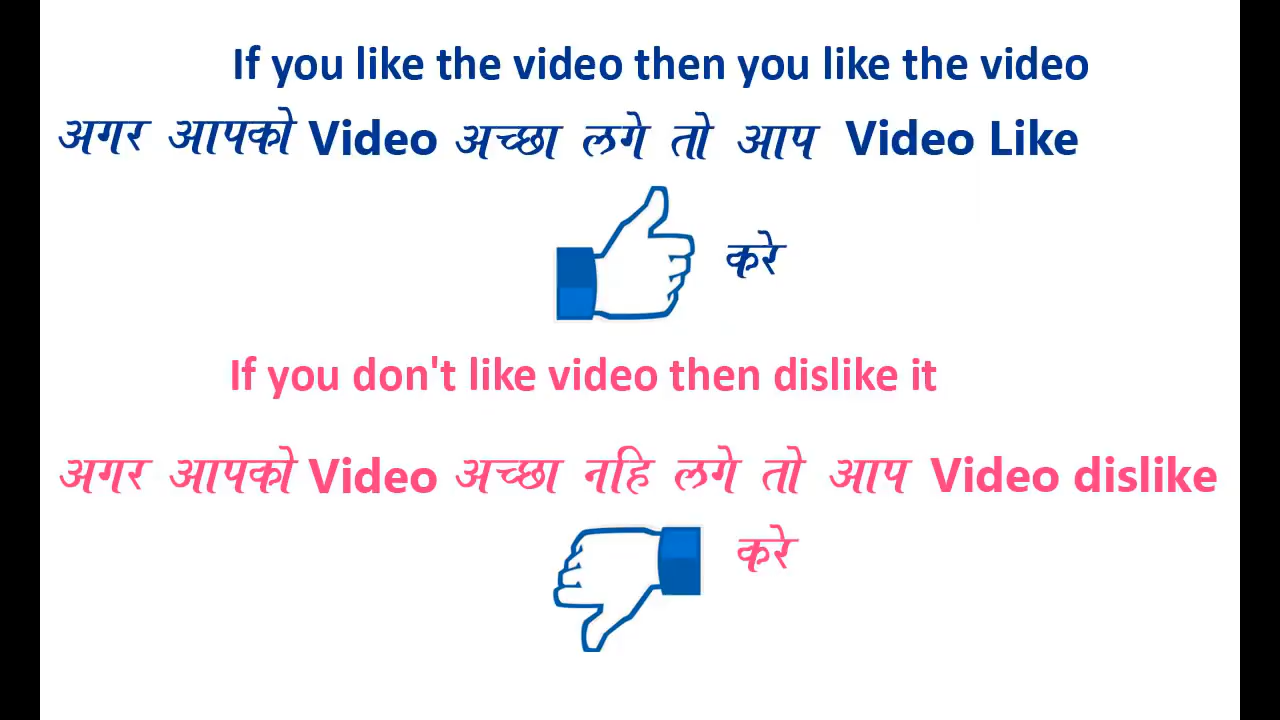 If you like the video then you like the video
अगर आपको Video अच्छा लगे तो आप Video Like
करे
If you don't like video then dislike it
अगर आपको Video अच्छा नहि लगे तो आप Video dislike
करे